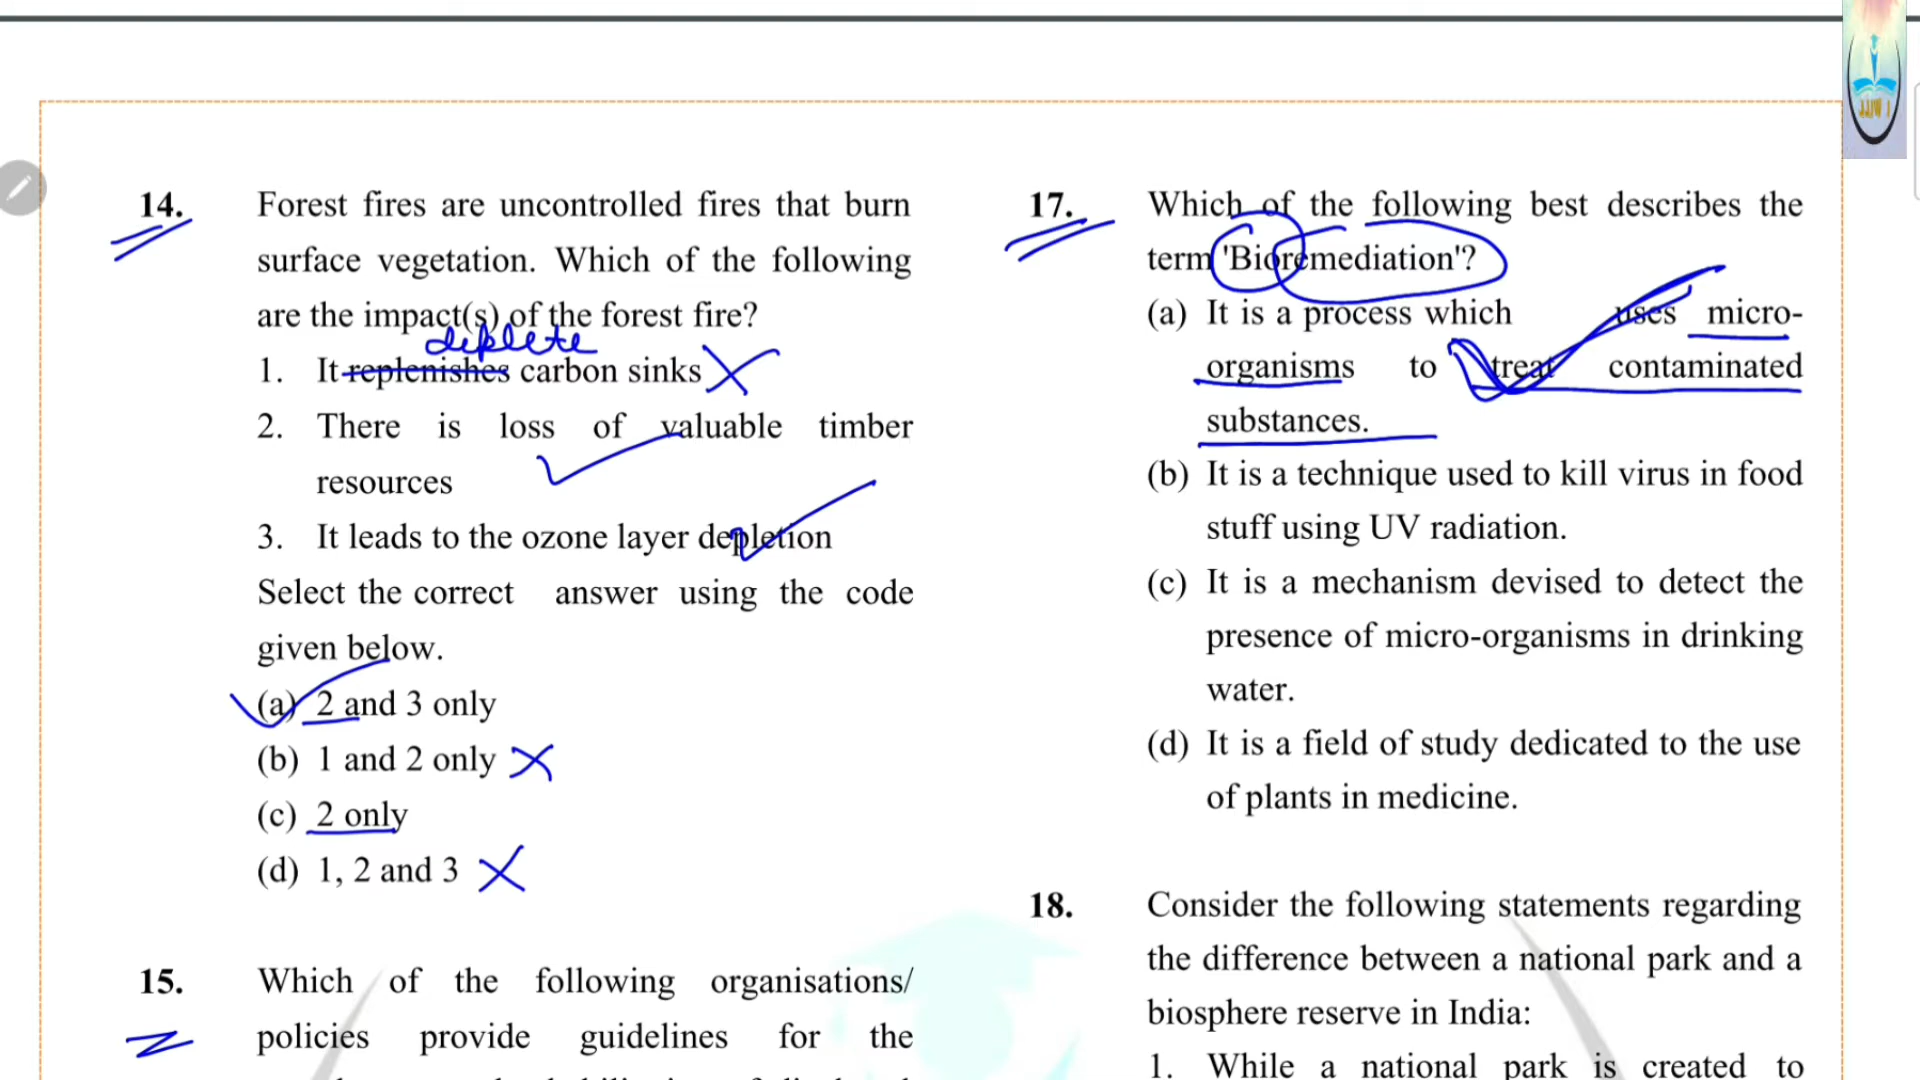 14. Forest fires are uncontrolled fires that burn
surface vegetation. Which of the following
are the impact(s) of the forest fire?
deplete
1. It replenishes carbon sinks
2. There is loss of valuable timber
resources
3. It leads to the ozone layer depletion
Select the correct answer using the code
given below.
(a) 2 and 3 only
(b) 1 and 2 only
(c) 2 only
(d) 1, 2 and 3
15. Which of the following organisations/
policies provide guidelines for the
17. Which of the following best describes the
term 'Bioremediation'?
(a) It is a process which uses micro-
organisms to treat contaminated
substances.
(b) It is a technique used to kill virus in food
stuff using UV radiation.
(c) It is a mechanism devised to detect the
presence of micro-organisms in drinking
water.
(d) It is a field of study dedicated to the use
of plants in medicine.
18. Consider the following statements regarding
the difference between a national park and a
biosphere reserve in India:
1. While a national park is created to